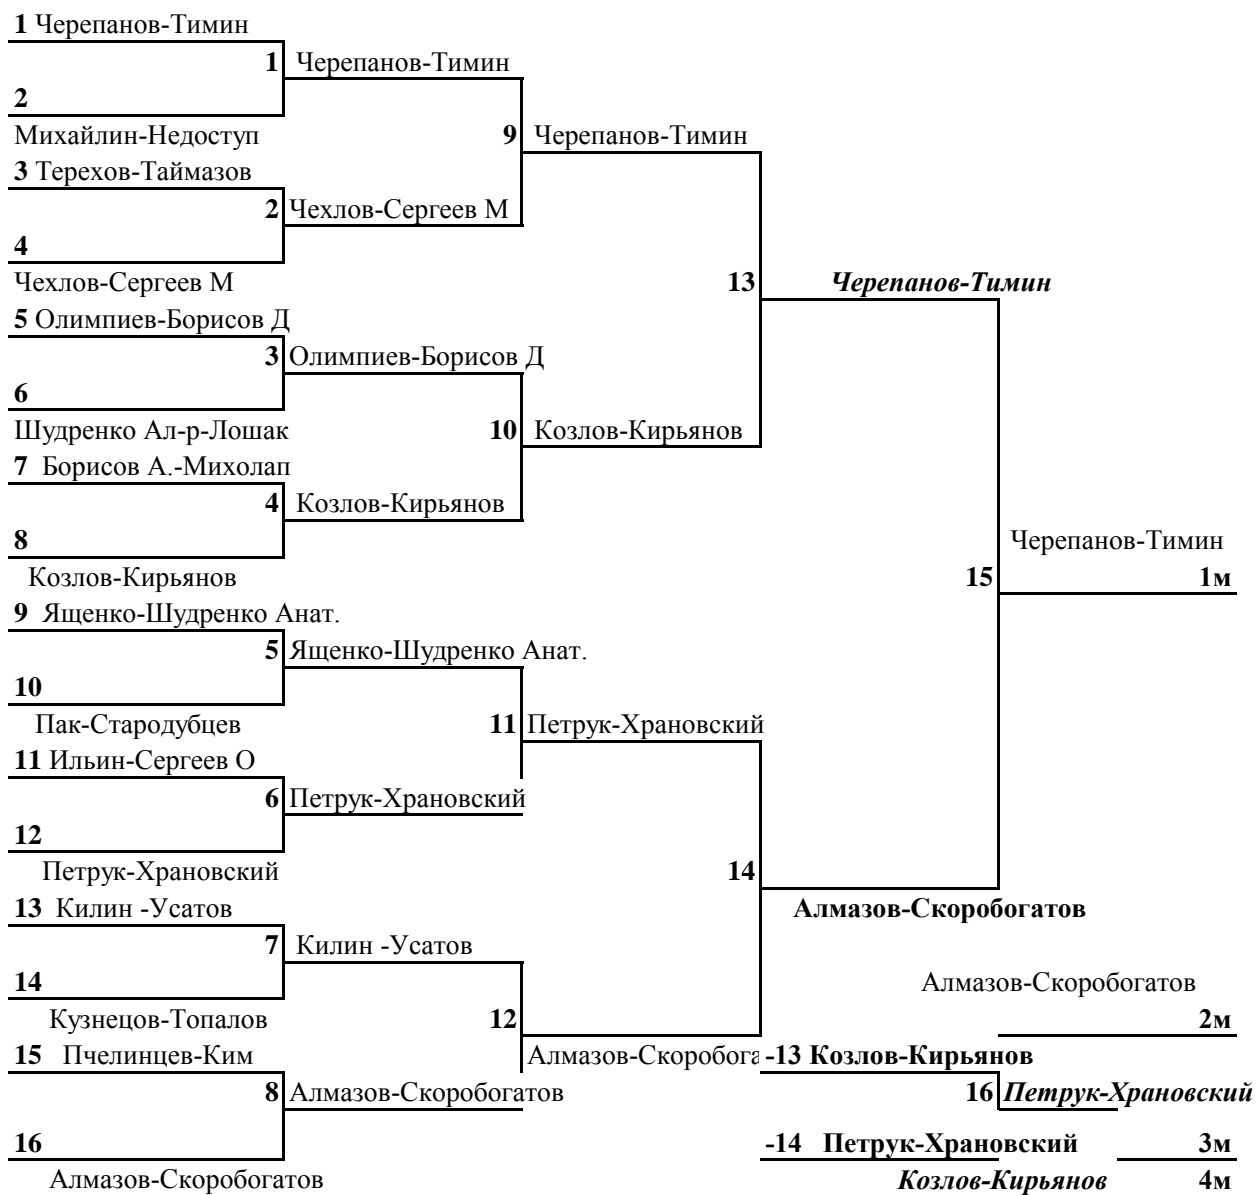 1 Черепанов-Тимин
1 Черепанов-Тимин
2
Михайлин-Недоступ
9 Черепанов-Тимин
3 Терехов-Таймазов
2 Чехлов-Сергеев М
4
Чехлов-Сергеев М
13 Черепанов-Тимин
5 Олимпиев-Борисов Д
3 Олимпиев-Борисов Д
6
Шудренко Ал-р-Лошак
10 Козлов-Кирьянов
7 Борисов А.-Михолап
4 Козлов-Кирьянов
8
Черепанов-Тимин
Козлов-Кирьянов
15 1м
9 Ященко-Шудренко Анат.
5 Ященко-Шудренко Анат.
10
Пак-Стародубцев
11 Петрук-Храновский
11 Ильин-Сергеев О
6 Петрук-Храновский
12
Петрук-Храновский
14
13 Килин -Усатов
Алмазов-Скоробогатов
7 Килин -Усатов
14
Алмазов-Скоробогатов
Кузнецов-Топалов
12
2м
15 Пчелинцев-Ким
Алмазов-Скоробога
-13 Козлов-Кирьянов
8 Алмазов-Скоробогатов
16 Петрук-Храновский
16
-14 Петрук-Храновский 3м
Алмазов-Скоробогатов
Козлов-Кирьянов 4м